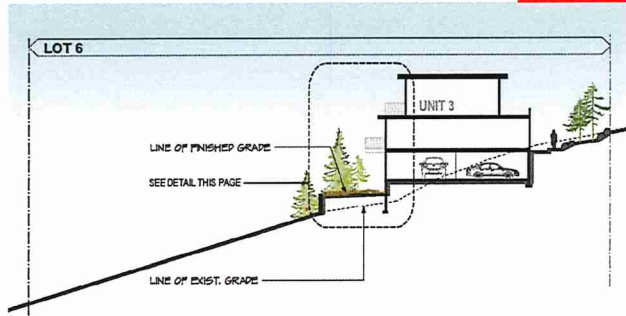 LOT 6
UNIT 3
LINE OF FINISHED GRADE
SEE DETAIL THIS PAGE
LINE OF EXIST. GRADE